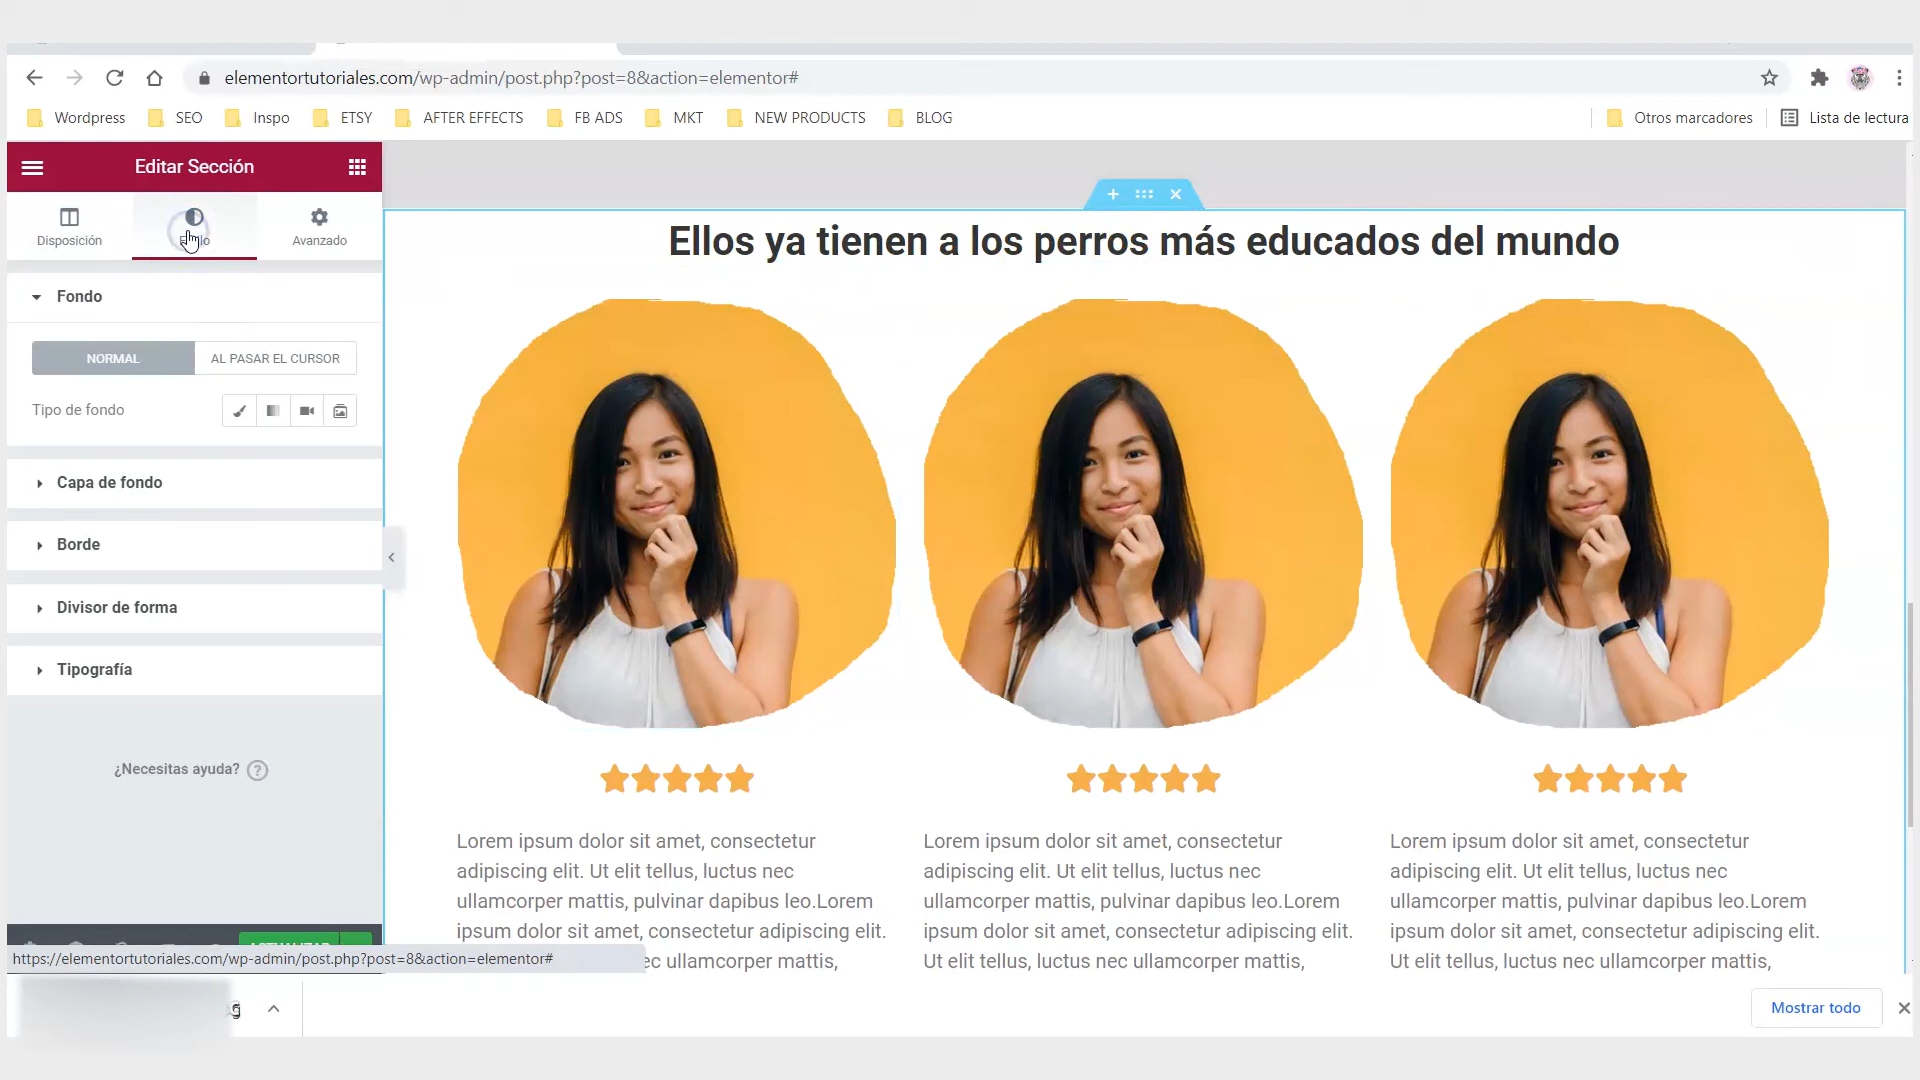 elementortutoriales.com/wp-admin/post.php?post=8&action=elementor#
Wordpress SEO Inspo ETSY AFTER EFFECTS FB ADS MKT NEW PRODUCTS BLOG Otros marcadores Lista de lectura
Editar Sección
Disposición
Avanzado
Fondo
NORMAL AL PASAR EL CURSOR
Tipo de fondo
Capa de fondo
Borde
Divisor de forma
Tipografía
¿Necesitas ayuda? ?
https://elementortutoriales.com/wp-admin/post.php?post=8&action=elementor#
Ellos ya tienen a los perros más educados del mundo
Lorem ipsum dolor sit amet, consectetur
adipiscing elit. Ut elit tellus, luctus nec
ullamcorper mattis, pulvinar dapibus leo.Lorem
ipsum dolor sit amet, consectetur adipiscing elit.
ec ullamcorper mattis,
Lorem ipsum dolor sit amet, consectetur
adipiscing elit. Ut elit tellus, luctus nec
ullamcorper mattis, pulvinar dapibus leo.Lorem
ipsum dolor sit amet, consectetur adipiscing elit.
Ut elit tellus, luctus nec ullamcorper mattis,
Lorem ipsum dolor sit amet, consectetur
adipiscing elit. Ut elit tellus, luctus nec
ullamcorper mattis, pulvinar dapibus leo.Lorem
ipsum dolor sit amet, consectetur adipiscing elit.
Ut elit tellus, luctus nec ullamcorper mattis,
Mostrar todo